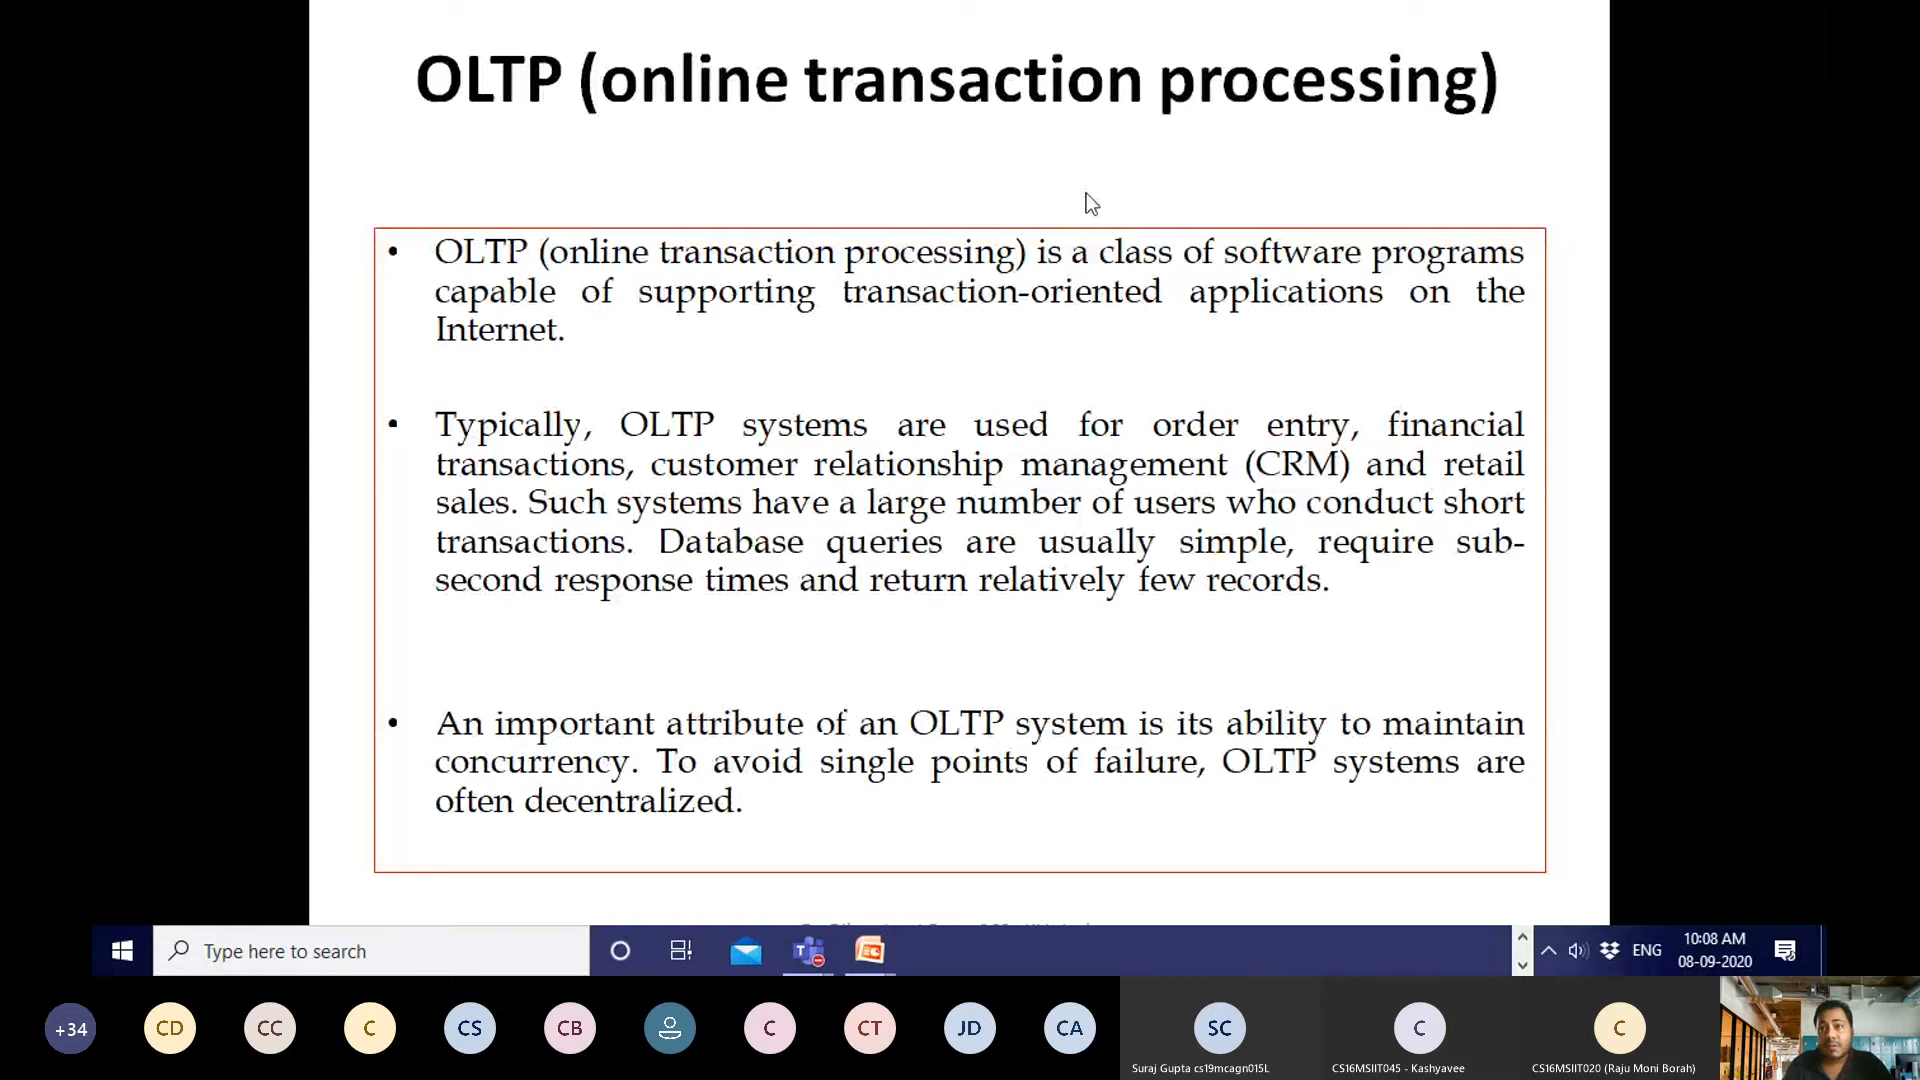 OLTP (online transaction processing)
• OLTP (online transaction processing) is a class of software programs
capable of supporting transaction-oriented applications on the
Internet.
• Typically, OLTP systems are used for order entry, financial
transactions, customer relationship management (CRM) and retail
sales. Such systems have a large number of users who conduct short
transactions. Database queries are usually simple, require sub-
second response times and return relatively few records.
• An important attribute of an OLTP system is its ability to maintain
concurrency. To avoid single points of failure, OLTP systems are
often decentralized.
Type here to search
ENG
10:08 AM
08-09-2020
+34
CD
CC
C
CS
CB
C
CT
JD
CA
SC
C
C
Suraj Gupta cs19mcagn015L
CS16MSIIT045 - Kashyavee
CS16MSIIT020 (Raju Moni Borah)